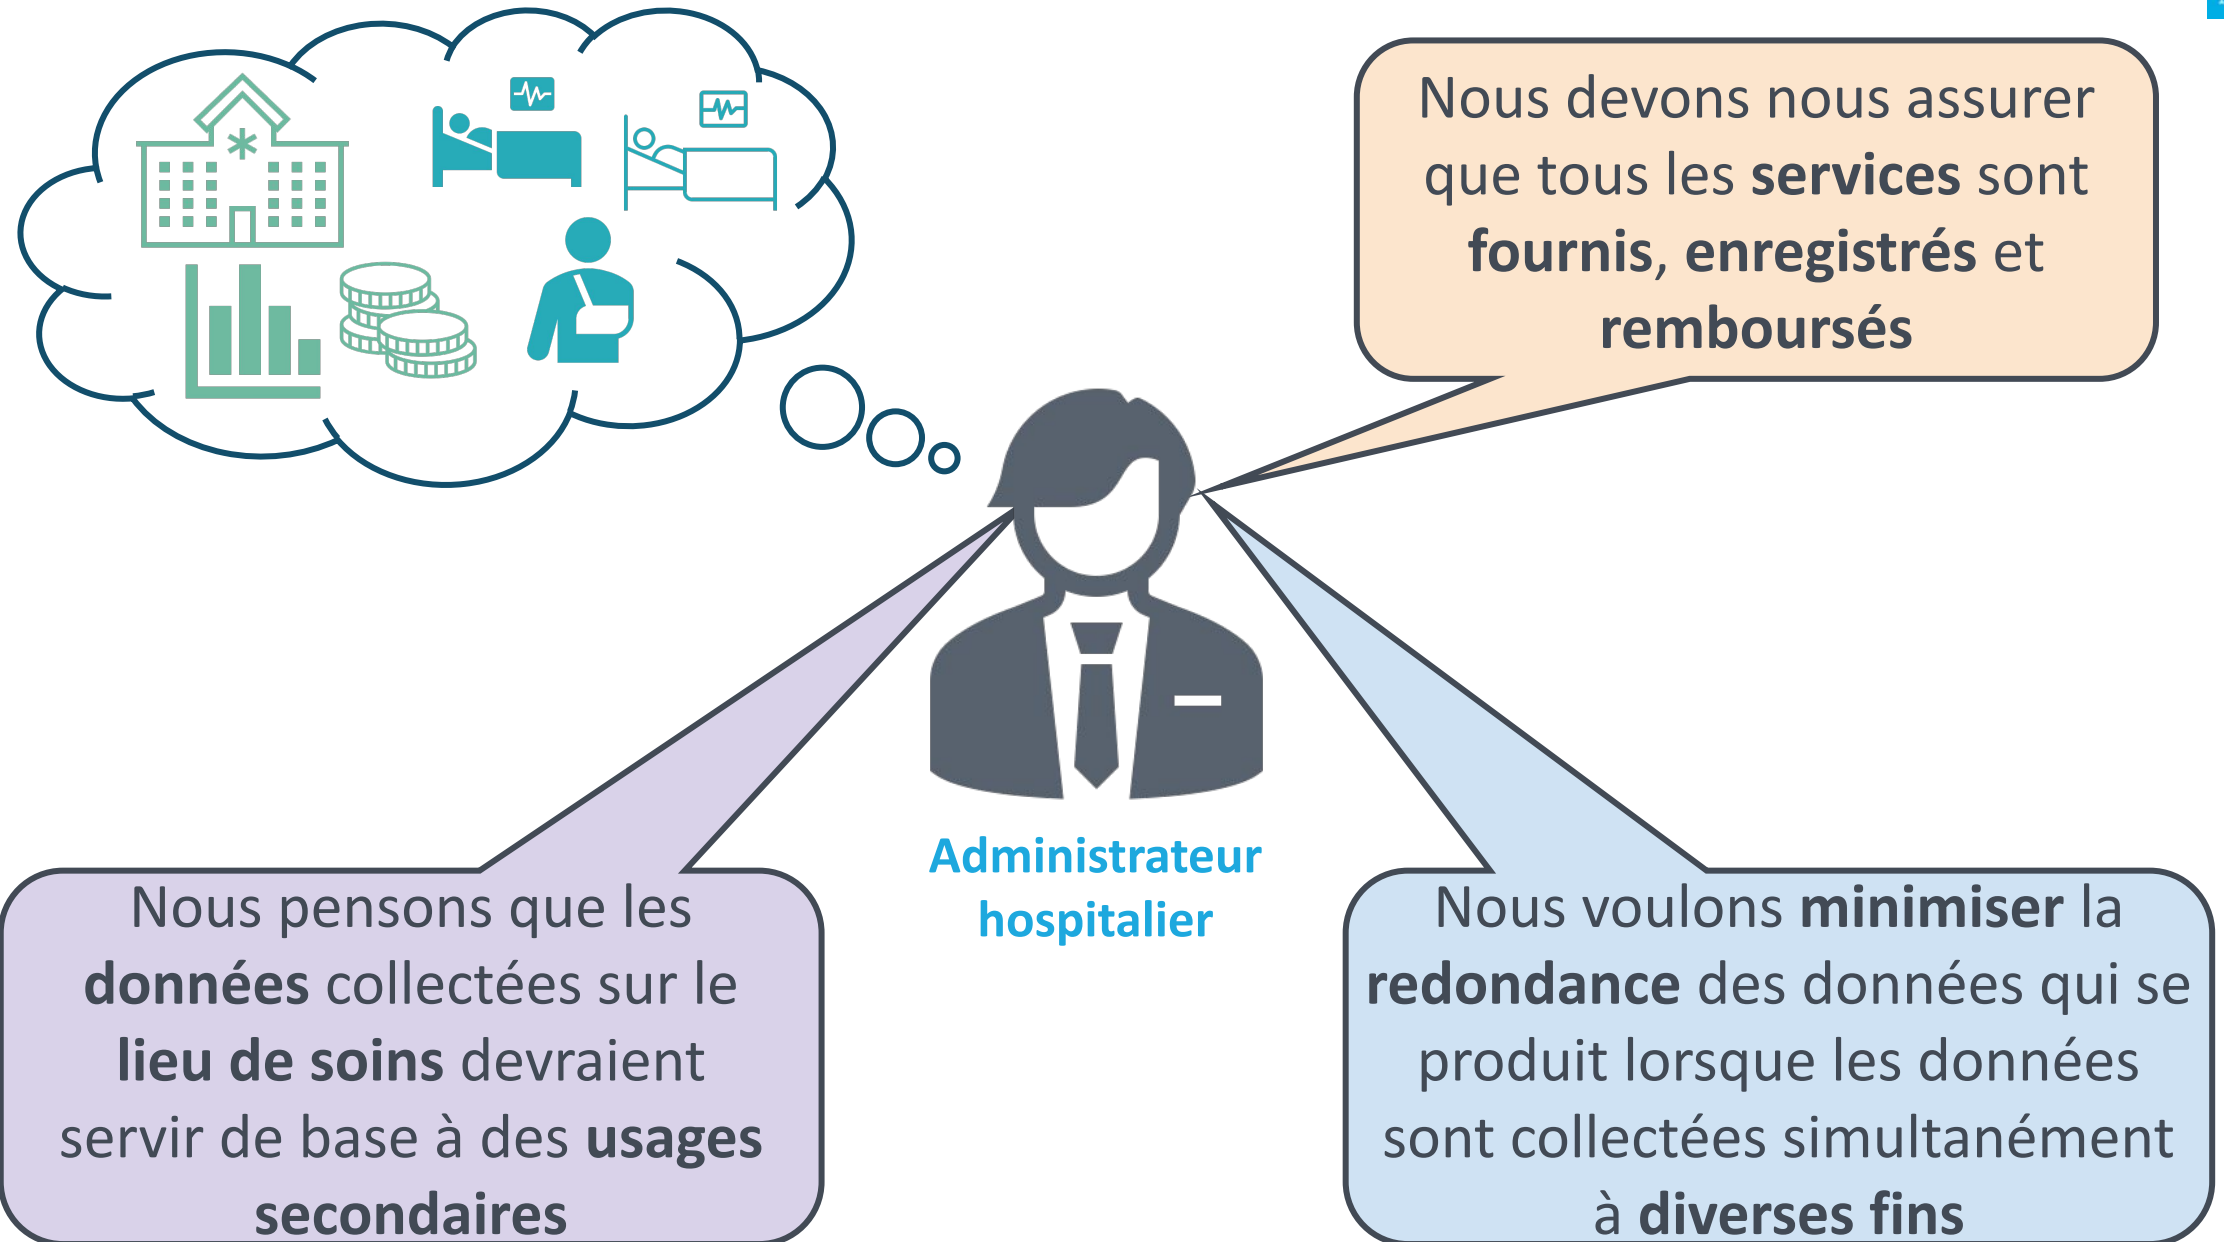 Nous devons nous assurer
que tous les services sont
fournis, enregistrés et
remboursés
Administrateur
hospitalier
Nous pensons que les
données collectées sur le
lieu de soins devraient
servir de base à des usages
secondaires
Nous voulons minimiser la
redondance des données qui se
produit lorsque les données
sont collectées simultanément
à diverses fins